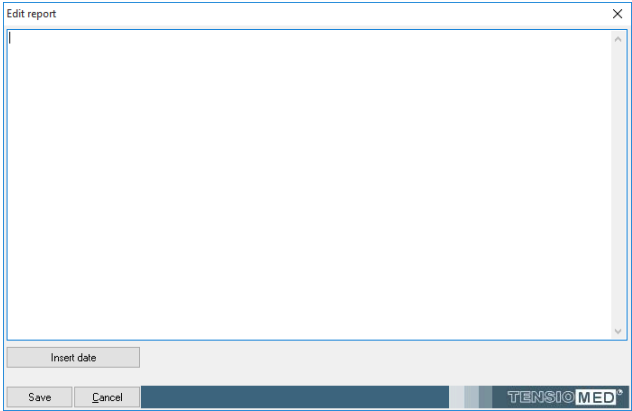 Edit report
Insert date
Save
Cancel
TENSIOMED®